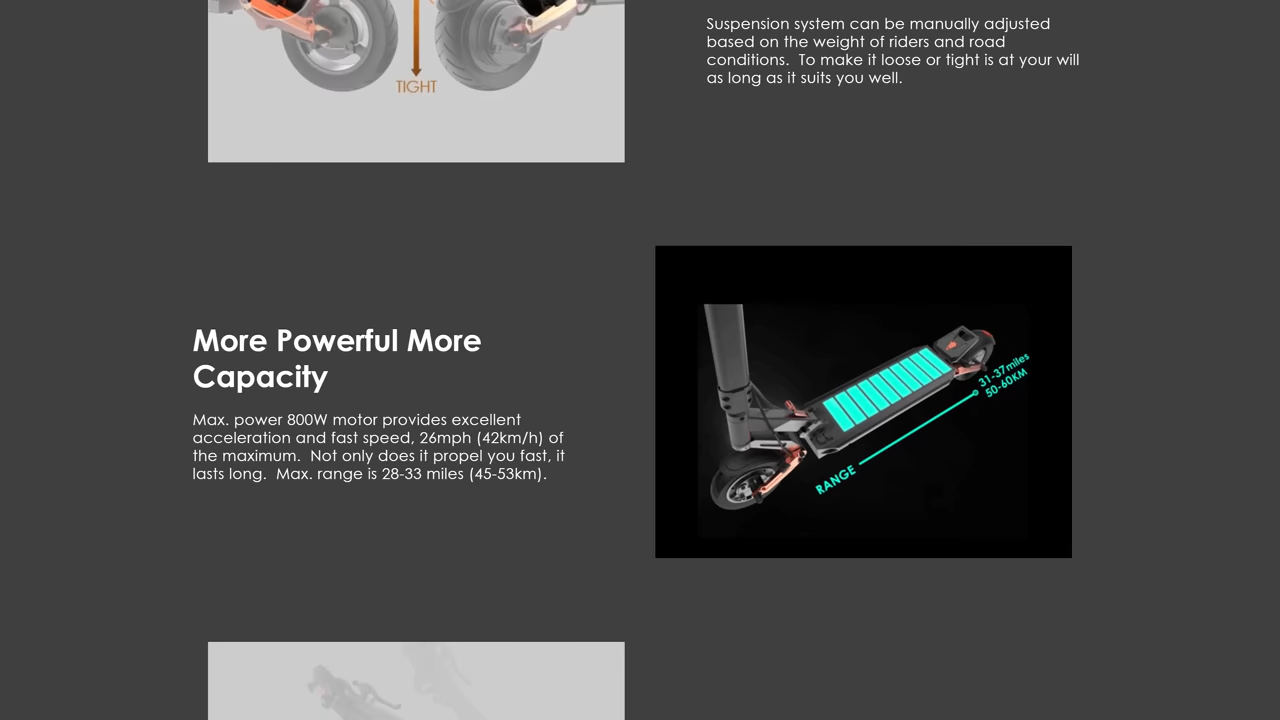 TIGHT
Suspension system can be manually adjusted
based on the weight of riders and road
conditions.  To make it loose or tight is at your will
as long as it suits you well.
More Powerful More
Capacity
Max. power 800W motor provides excellent
acceleration and fast speed, 26mph (42km/h) of
the maximum.  Not only does it propel you fast, it
lasts long.  Max. range is 28-33 miles (45-53km).
31-37miles
50-60KM
RANGE